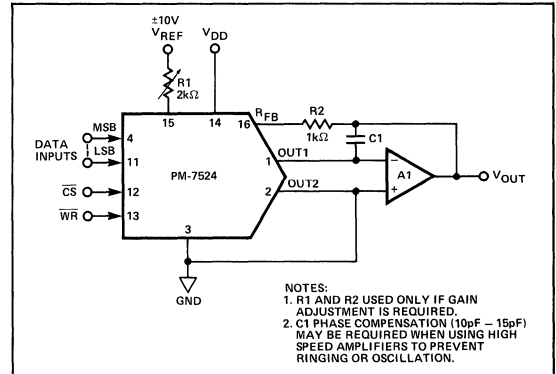 ±10V
VREF
VDD
R1
2kΩ
RFB
R2
1kΩ
C1
15
14
16
MSB
4
DATA
INPUTS
LSB
11
PM-7524
1
OUT1
2
OUT2
−
+
A1
VOUT
CS
12
WR
13
3
GND
NOTES:
1. R1 AND R2 USED ONLY IF GAIN
ADJUSTMENT IS REQUIRED.
2. C1 PHASE COMPENSATION (10pF – 15pF)
MAY BE REQUIRED WHEN USING HIGH
SPEED AMPLIFIERS TO PREVENT
RINGING OR OSCILLATION.